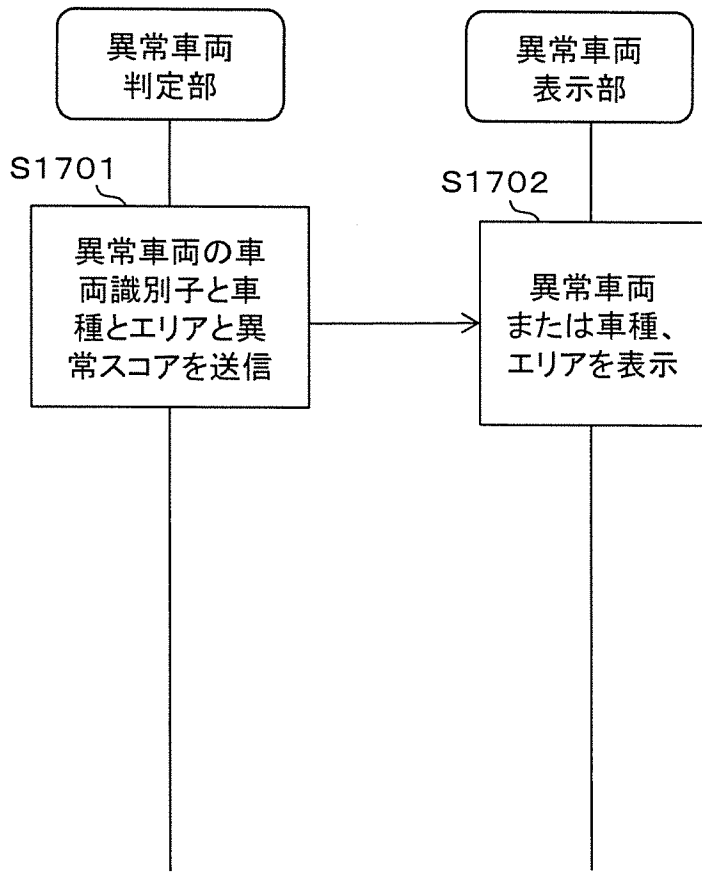 異常車両
判定部
異常車両
表示部
S1701
異常車両の車
両識別子と車
種とエリアと異
常スコアを送信
S1702
異常車両
または車種、
エリアを表示